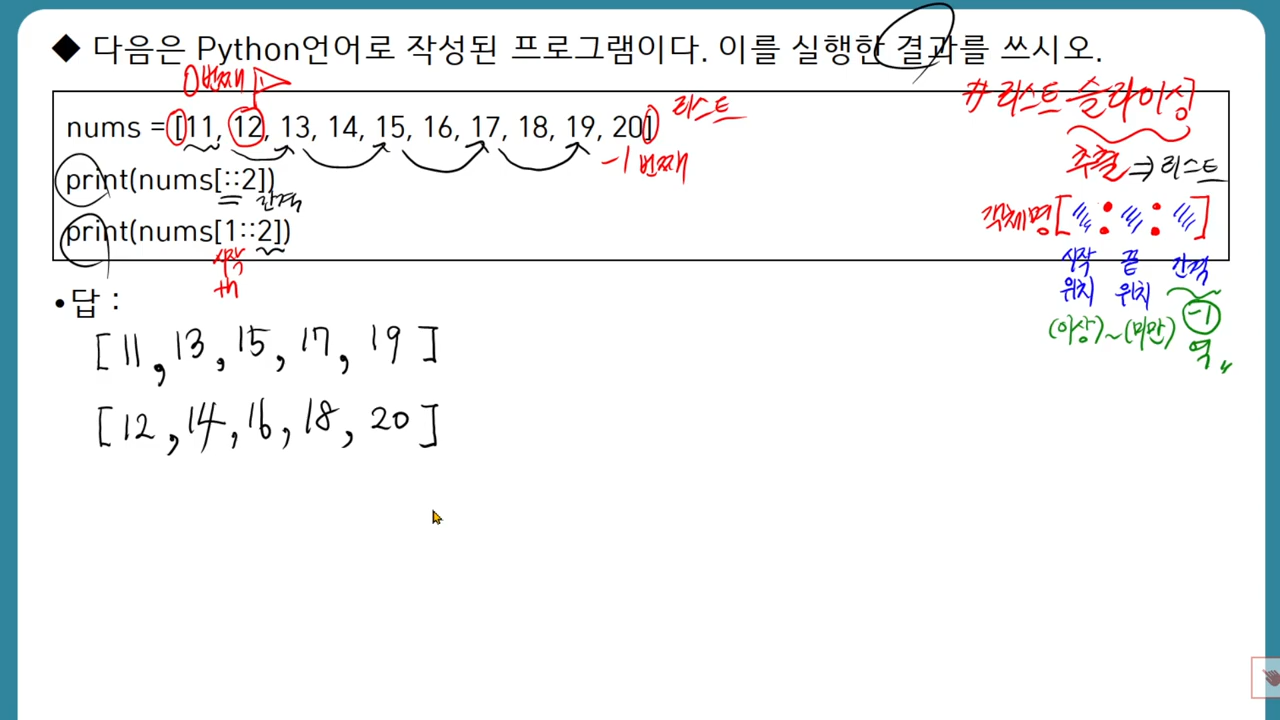 ◆ 다음은 Python언어로 작성된 프로그램이다. 이를 실행한 결과를 쓰시오.
0번째
nums = [11, 12, 13, 14, 15, 16, 17, 18, 19, 20]
리스트
-1번째
print(nums[::2])
간격
print(nums[1::2])
시작
th
# 리스트 슬라이싱
추출 ⇒ 리스트
객체명[ : : ]
시작 끝 간격
위치 위치
(이상)~(미만) -1
역
•답 :
[11, 13, 15, 17, 19]
[12, 14, 16, 18, 20]